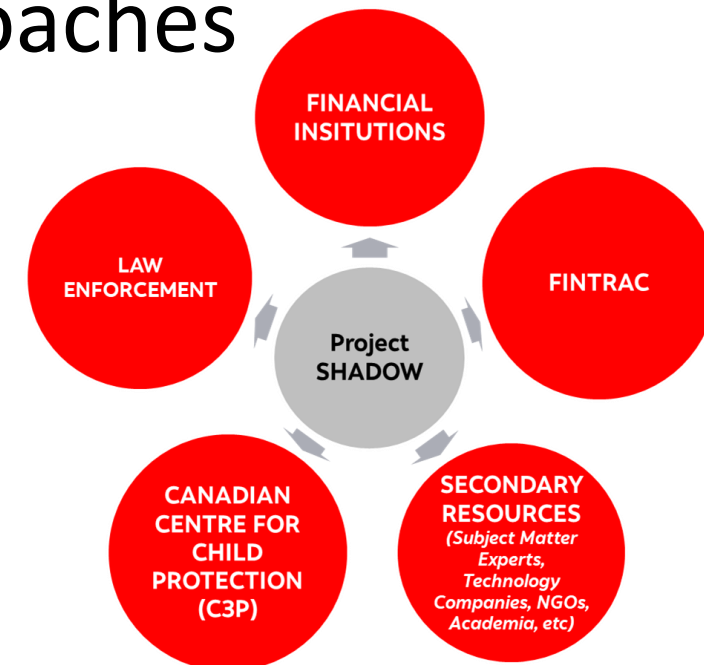 oaches
FINANCIAL
INSITUTIONS
LAW
ENFORCEMENT
FINTRAC
Project
SHADOW
CANADIAN
CENTRE FOR
CHILD
PROTECTION
(C3P)
SECONDARY
RESOURCES
(Subject Matter
Experts,
Technology
Companies, NGOs,
Academia, etc)